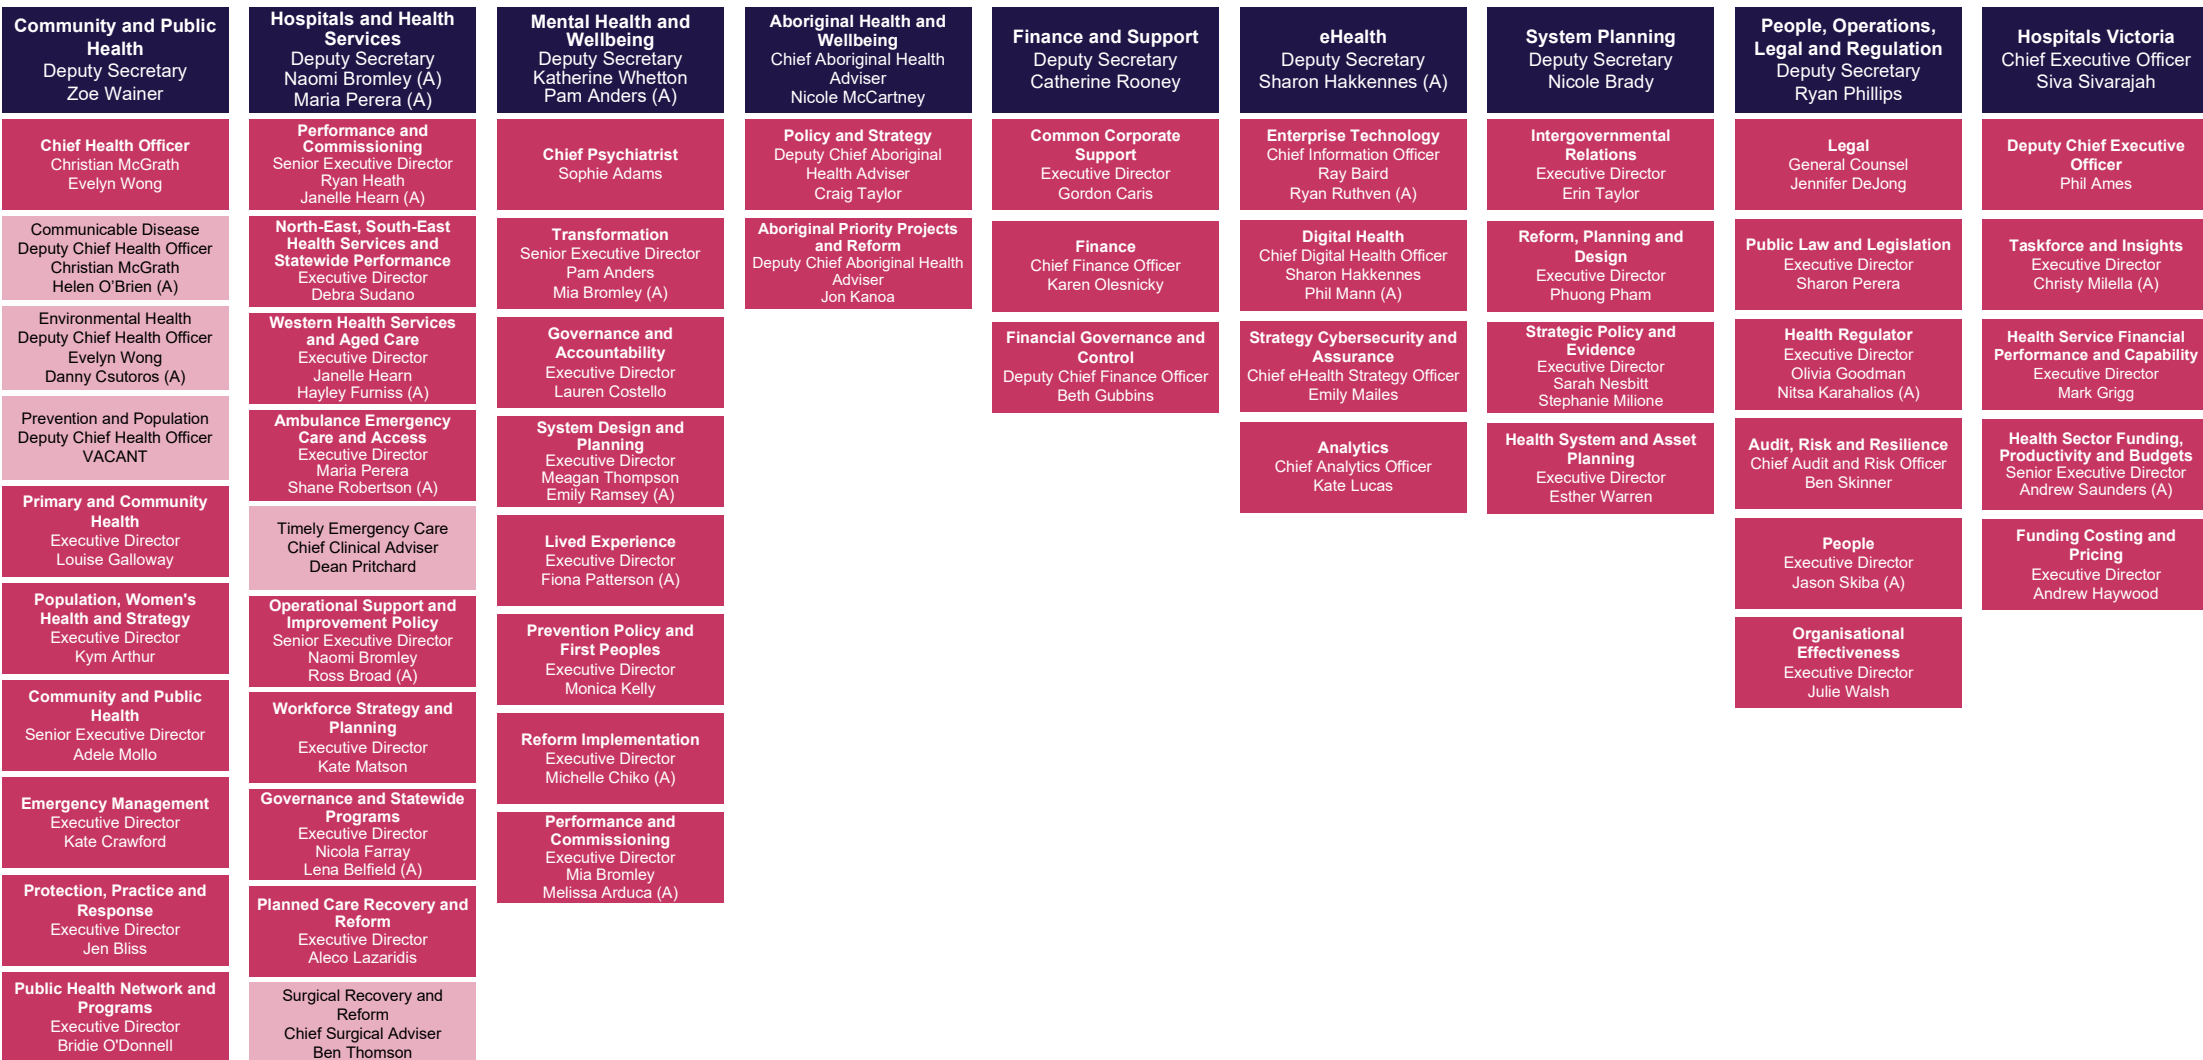 Community and Public
Health
Deputy Secretary
Zoe Wainer
Chief Health Officer
Christian McGrath
Evelyn Wong
Communicable Disease
Deputy Chief Health Officer
Christian McGrath
Helen O’Brien (A)
Environmental Health
Deputy Chief Health Officer
Evelyn Wong
Danny Csutoros (A)
Prevention and Population
Deputy Chief Health Officer
VACANT
Primary and Community
Health
Executive Director
Louise Galloway
Population, Women's
Health and Strategy
Executive Director
Kym Arthur
Community and Public
Health
Senior Executive Director
Adele Mollo
Emergency Management
Executive Director
Kate Crawford
Protection, Practice and
Response
Executive Director
Jen Bliss
Public Health Network and
Programs
Executive Director
Bridie O'Donnell
Hospitals and Health
Services
Deputy Secretary
Naomi Bromley (A)
Maria Perera (A)
Performance and
Commissioning
Senior Executive Director
Ryan Heath
Janelle Hearn (A)
North-East, South-East
Health Services and
Statewide Performance
Executive Director
Debra Sudano
Western Health Services
and Aged Care
Executive Director
Janelle Hearn
Hayley Furniss (A)
Ambulance Emergency
Care and Access
Executive Director
Maria Perera
Shane Robertson (A)
Timely Emergency Care
Chief Clinical Adviser
Dean Pritchard
Operational Support and
Improvement Policy
Senior Executive Director
Naomi Bromley
Ross Broad (A)
Workforce Strategy and
Planning
Executive Director
Kate Matson
Governance and Statewide
Programs
Executive Director
Nicola Farray
Lena Belfield (A)
Planned Care Recovery and
Reform
Executive Director
Aleco Lazaridis
Surgical Recovery and
Reform
Chief Surgical Adviser
Ben Thomson
Mental Health and
Wellbeing
Deputy Secretary
Katherine Whetton
Pam Anders (A)
Chief Psychiatrist
Sophie Adams
Transformation
Senior Executive Director
Pam Anders
Mia Bromley (A)
Governance and
Accountability
Executive Director
Lauren Costello
System Design and
Planning
Executive Director
Meagan Thompson
Emily Ramsey (A)
Lived Experience
Executive Director
Fiona Patterson (A)
Prevention Policy and
First Peoples
Executive Director
Monica Kelly
Reform Implementation
Executive Director
Michelle Chiko (A)
Performance and
Commissioning
Executive Director
Mia Bromley
Melissa Arduca (A)
Aboriginal Health and
Wellbeing
Chief Aboriginal Health
Adviser
Nicole McCartney
Policy and Strategy
Deputy Chief Aboriginal
Health Adviser
Craig Taylor
Aboriginal Priority Projects
and Reform
Deputy Chief Aboriginal Health
Adviser
Jon Kanoa
Finance and Support
Deputy Secretary
Catherine Rooney
Common Corporate
Support
Executive Director
Gordon Caris
Finance
Chief Finance Officer
Karen Olesnicky
Financial Governance and
Control
Deputy Chief Finance Officer
Beth Gubbins
eHealth
Deputy Secretary
Sharon Hakkennes (A)
Enterprise Technology
Chief Information Officer
Ray Baird
Ryan Ruthven (A)
Digital Health
Chief Digital Health Officer
Sharon Hakkennes
Phil Mann (A)
Strategy Cybersecurity and
Assurance
Chief eHealth Strategy Officer
Emily Mailes
Analytics
Chief Analytics Officer
Kate Lucas
System Planning
Deputy Secretary
Nicole Brady
Intergovernmental
Relations
Executive Director
Erin Taylor
Reform, Planning and
Design
Executive Director
Phuong Pham
Strategic Policy and
Evidence
Executive Director
Sarah Nesbitt
Stephanie Milione
Health System and Asset
Planning
Executive Director
Esther Warren
People, Operations,
Legal and Regulation
Deputy Secretary
Ryan Phillips
Legal
General Counsel
Jennifer DeJong
Public Law and Legislation
Executive Director
Sharon Perera
Health Regulator
Executive Director
Olivia Goodman
Nitsa Karahalios (A)
Audit, Risk and Resilience
Chief Audit and Risk Officer
Ben Skinner
People
Executive Director
Jason Skiba (A)
Organisational
Effectiveness
Executive Director
Julie Walsh
Hospitals Victoria
Chief Executive Officer
Siva Sivarajah
Deputy Chief Executive
Officer
Phil Ames
Taskforce and Insights
Executive Director
Christy Milella (A)
Health Service Financial
Performance and Capability
Executive Director
Mark Grigg
Health Sector Funding,
Productivity and Budgets
Senior Executive Director
Andrew Saunders (A)
Funding Costing and
Pricing
Executive Director
Andrew Haywood